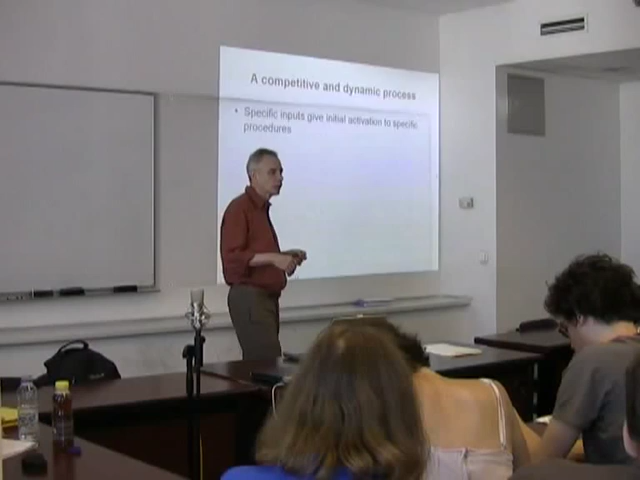 A competitive and dynamic process
• Specific inputs give initial activation to specific
procedures